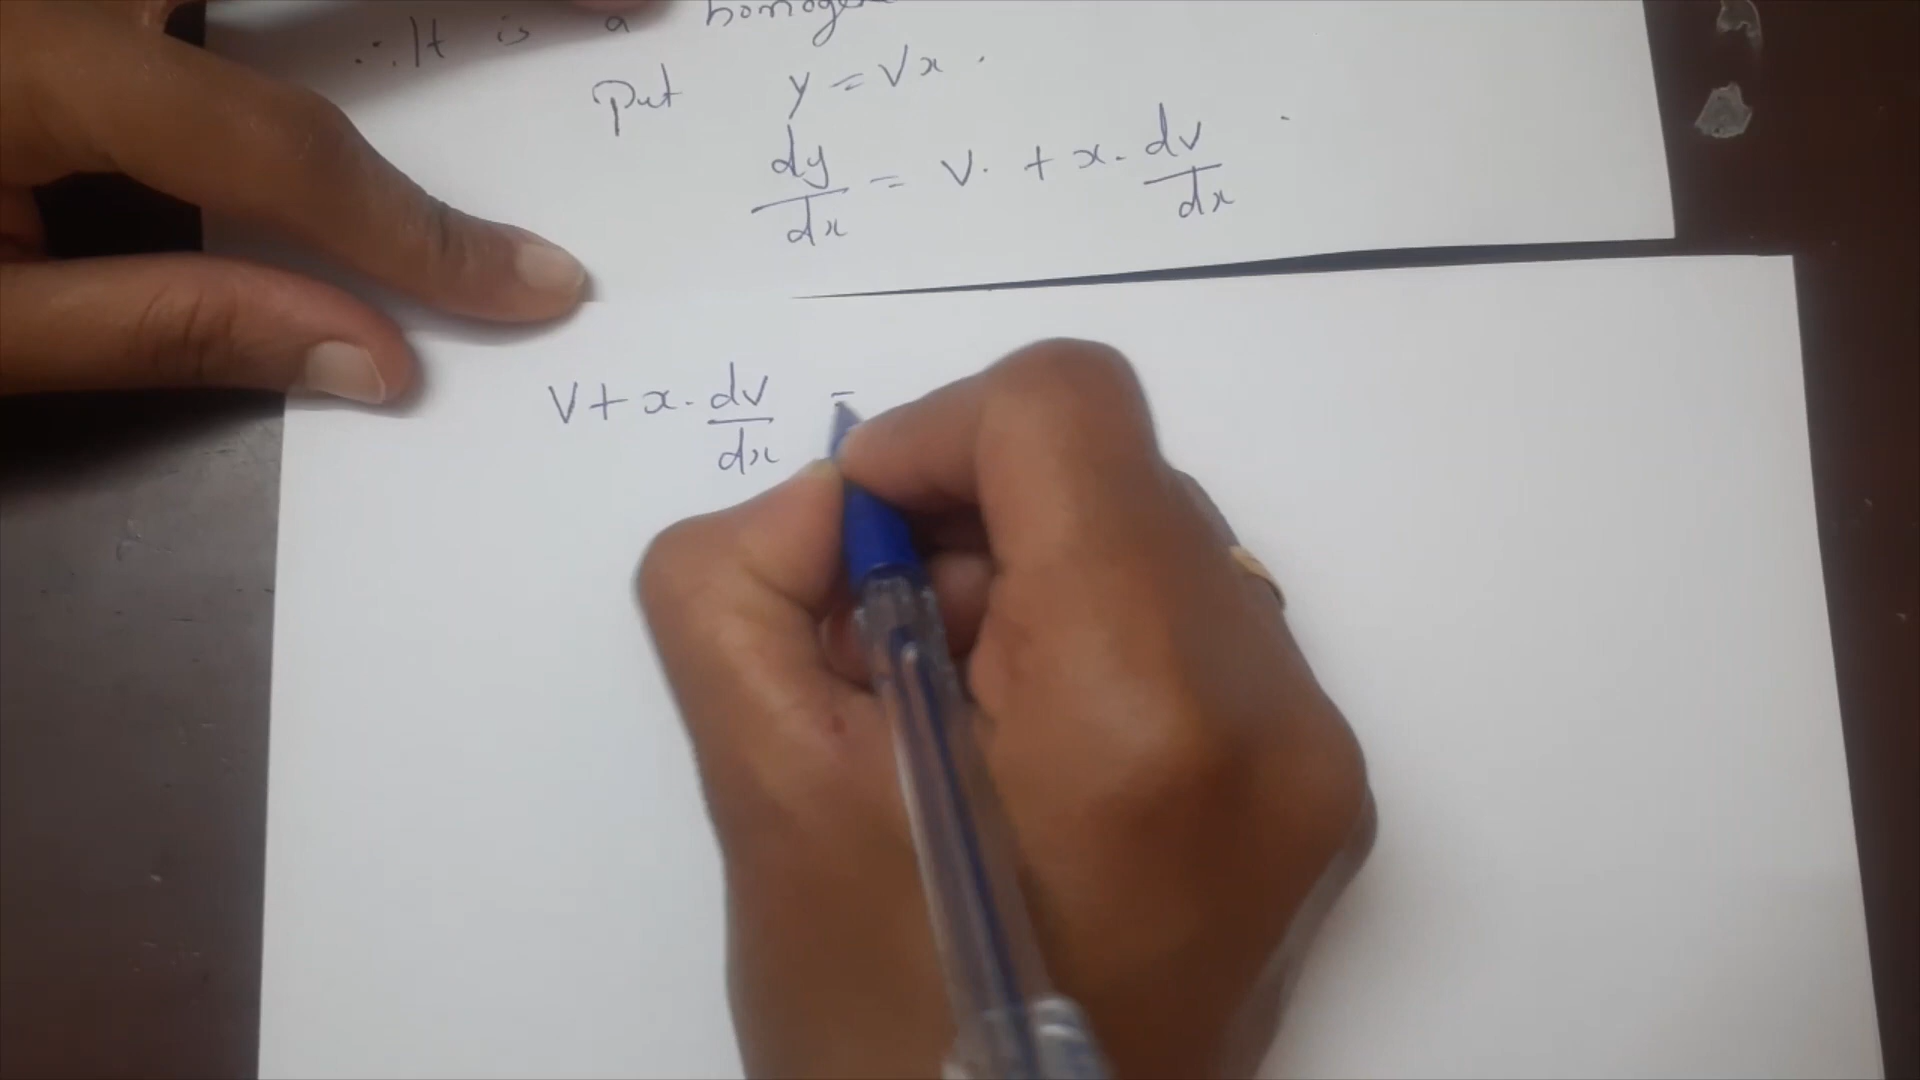 ∴ It is a
Put y = Vx .
dy/dx = V. + x. dv/dx .
V + x. dv/dx =